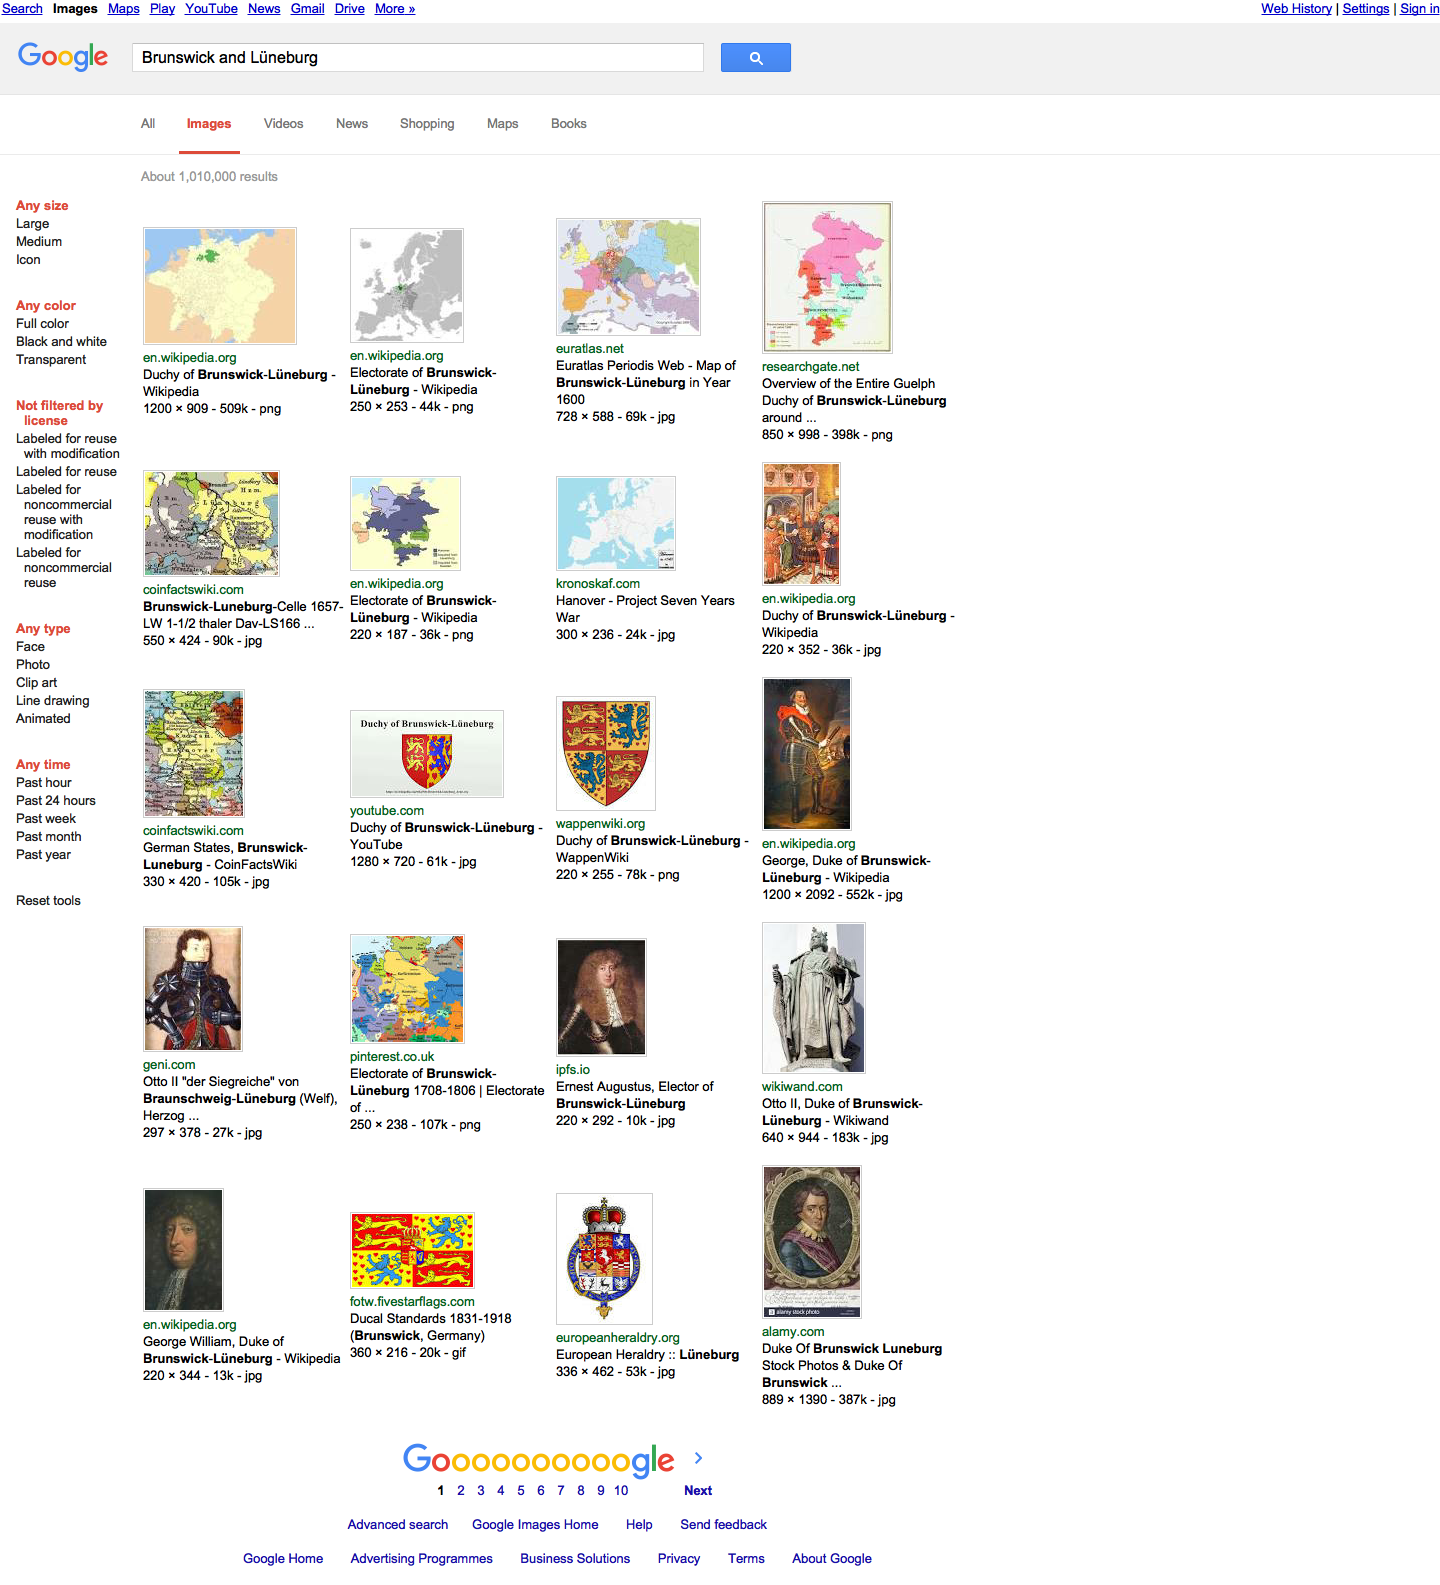 Search Images Maps Play YouTube News Gmail Drive More »
Web History | Settings | Sign in
Google
Brunswick and Lüneburg
All Images Videos News Shopping Maps Books
About 1,010,000 results
Any size
Large
Medium
Icon
Any color
Full color
Black and white
Transparent
Not filtered by
license
Labeled for reuse
with modification
Labeled for reuse
Labeled for
noncommercial
reuse with
modification
Labeled for
noncommercial
reuse
Any type
Face
Photo
Clip art
Line drawing
Animated
Any time
Past hour
Past 24 hours
Past week
Past month
Past year
Reset tools
en.wikipedia.org
Duchy of Brunswick-Lüneburg -
Wikipedia
1200 × 909 - 509k - png
en.wikipedia.org
Electorate of Brunswick-
Lüneburg - Wikipedia
250 × 253 - 44k - png
euratlas.net
Euratlas Periodis Web - Map of
Brunswick-Lüneburg in Year
1600
728 × 588 - 69k - jpg
researchgate.net
Overview of the Entire Guelph
Duchy of Brunswick-Lüneburg
around ...
850 × 998 - 398k - png
coinfactswiki.com
Brunswick-Luneburg-Celle 1657-
LW 1-1/2 thaler Dav-LS166 ...
550 × 424 - 90k - jpg
en.wikipedia.org
Electorate of Brunswick-
Lüneburg - Wikipedia
220 × 187 - 36k - png
kronoskaf.com
Hanover - Project Seven Years
War
300 × 236 - 24k - jpg
en.wikipedia.org
Duchy of Brunswick-Lüneburg -
Wikipedia
220 × 352 - 36k - jpg
coinfactswiki.com
German States, Brunswick-
Luneburg - CoinFactsWiki
330 × 420 - 105k - jpg
Duchy of Brunswick-Lüneburg
youtube.com
Duchy of Brunswick-Lüneburg -
YouTube
1280 × 720 - 61k - jpg
wappenwiki.org
Duchy of Brunswick-Lüneburg -
WappenWiki
220 × 255 - 78k - png
en.wikipedia.org
George, Duke of Brunswick-
Lüneburg - Wikipedia
1200 × 2092 - 552k - jpg
geni.com
Otto II "der Siegreiche" von
Braunschweig-Lüneburg (Welf),
Herzog ...
297 × 378 - 27k - jpg
pinterest.co.uk
Electorate of Brunswick-
Lüneburg 1708-1806 | Electorate
of ...
250 × 238 - 107k - png
ipfs.io
Ernest Augustus, Elector of
Brunswick-Lüneburg
220 × 292 - 10k - jpg
wikiwand.com
Otto II, Duke of Brunswick-
Lüneburg - Wikiwand
640 × 944 - 183k - jpg
en.wikipedia.org
George William, Duke of
Brunswick-Lüneburg - Wikipedia
220 × 344 - 13k - jpg
fotw.fivestarflags.com
Ducal Standards 1831-1918
(Brunswick, Germany)
360 × 216 - 20k - gif
europeanheraldry.org
European Heraldry :: Lüneburg
336 × 462 - 53k - jpg
alamy stock photo
alamy.com
Duke Of Brunswick Luneburg
Stock Photos & Duke Of
Brunswick ...
889 × 1390 - 387k - jpg
Goooooooooogle
1 2 3 4 5 6 7 8 9 10 Next
Advanced search Google Images Home Help Send feedback
Google Home Advertising Programmes Business Solutions Privacy Terms About Google